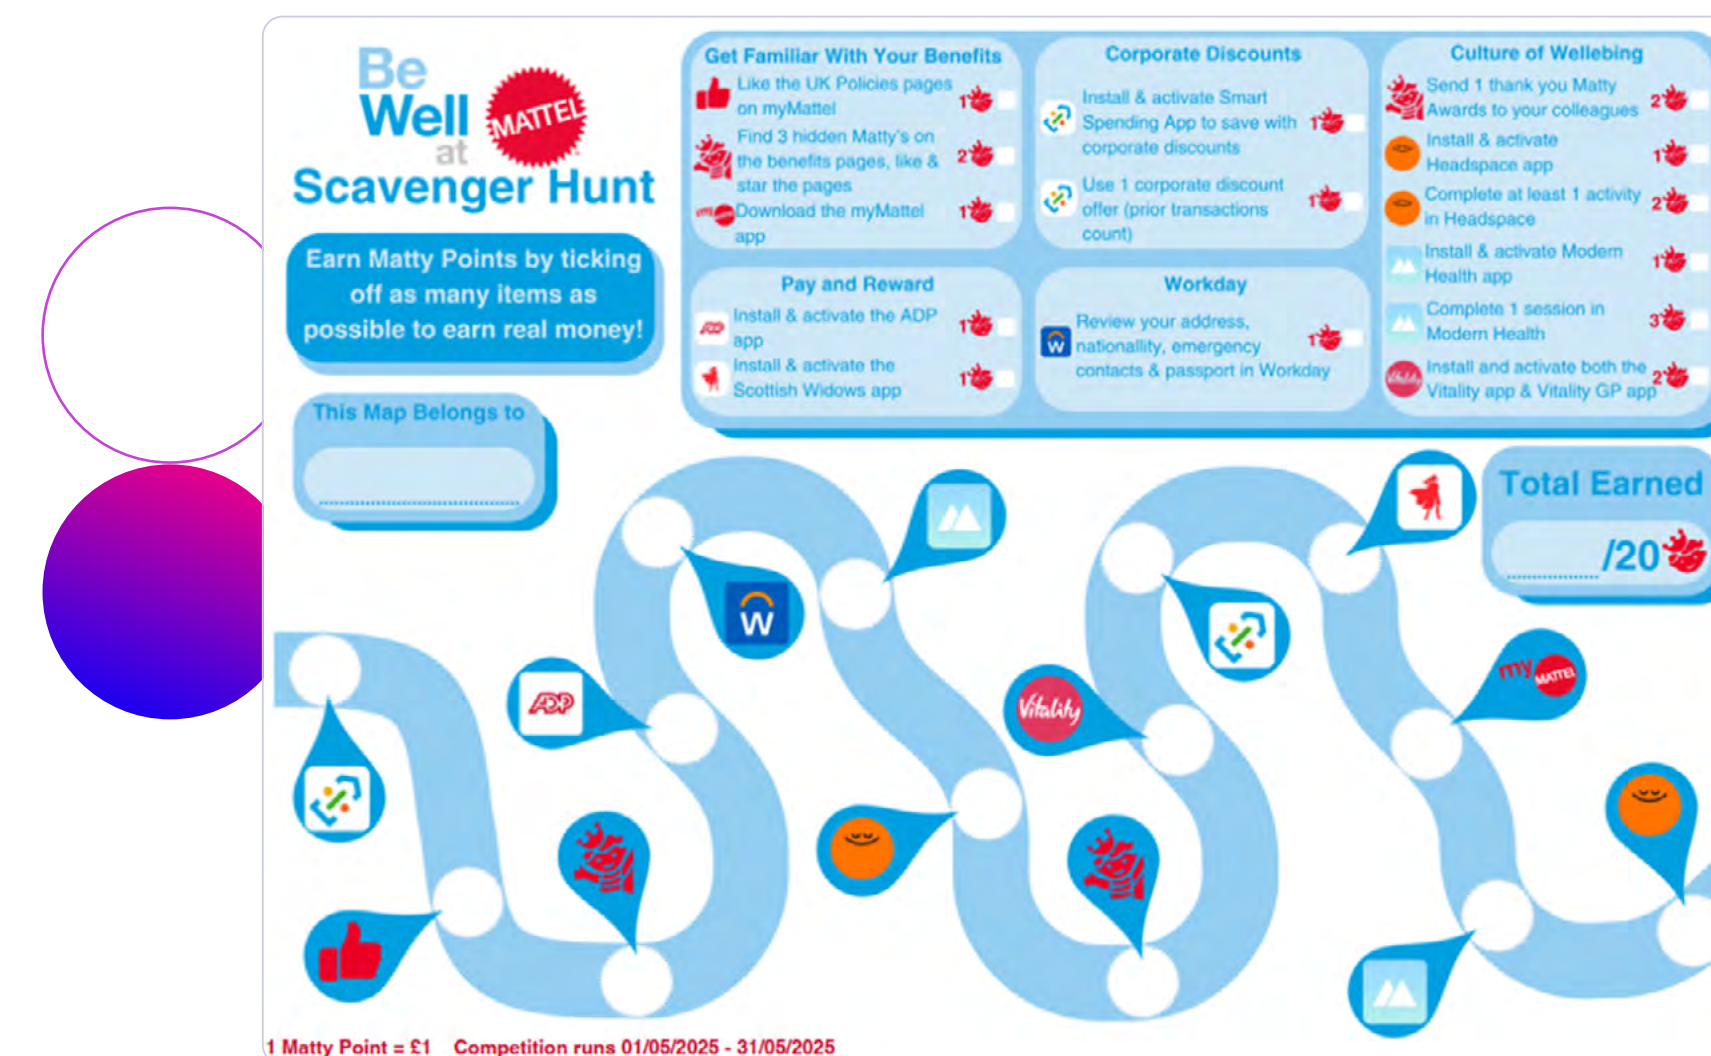 Be
Well
at
MATTEL
Scavenger Hunt
Earn Matty Points by ticking
off as many items as
possible to earn real money!
This Map Belongs to
Get Familiar With Your Benefits
Like the UK Policies pages
on myMattel
1
Find 3 hidden Matty's on
the benefits pages, like &
star the pages
2
my
Download the myMattel
app
1
Pay and Reward
ADP
Install & activate the ADP
app
1
Install & activate the
Scottish Widows app
1
Corporate Discounts
Install & activate Smart
Spending App to save with
corporate discounts
1
Use 1 corporate discount
offer (prior transactions
count)
1
Workday
W
Review your address,
nationallity, emergency
contacts & passport in Workday
1
Culture of Wellebing
Send 1 thank you Matty
Awards to your colleagues
2
Install & activate
Headspace app
1
Complete at least 1 activity
in Headspace
2
Install & activate Modern
Health app
1
Complete 1 session in
Modern Health
3
Vitality
Install and activate both the
Vitality app & Vitality GP app
2
Total Earned
/20
W
ADP
Vitality
my MATTEL
1 Matty Point = £1 Competition runs 01/05/2025 - 31/05/2025